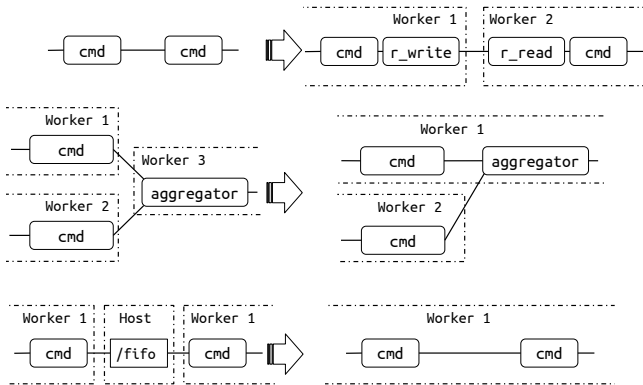 Worker 1 Worker 2
cmd cmd cmd r_write r_read cmd
Worker 1 Worker 1
cmd Worker 3 cmd aggregator
Worker 2 aggregator Worker 2
cmd cmd
Worker 1 Host Worker 1 Worker 1
cmd /fifo cmd cmd cmd